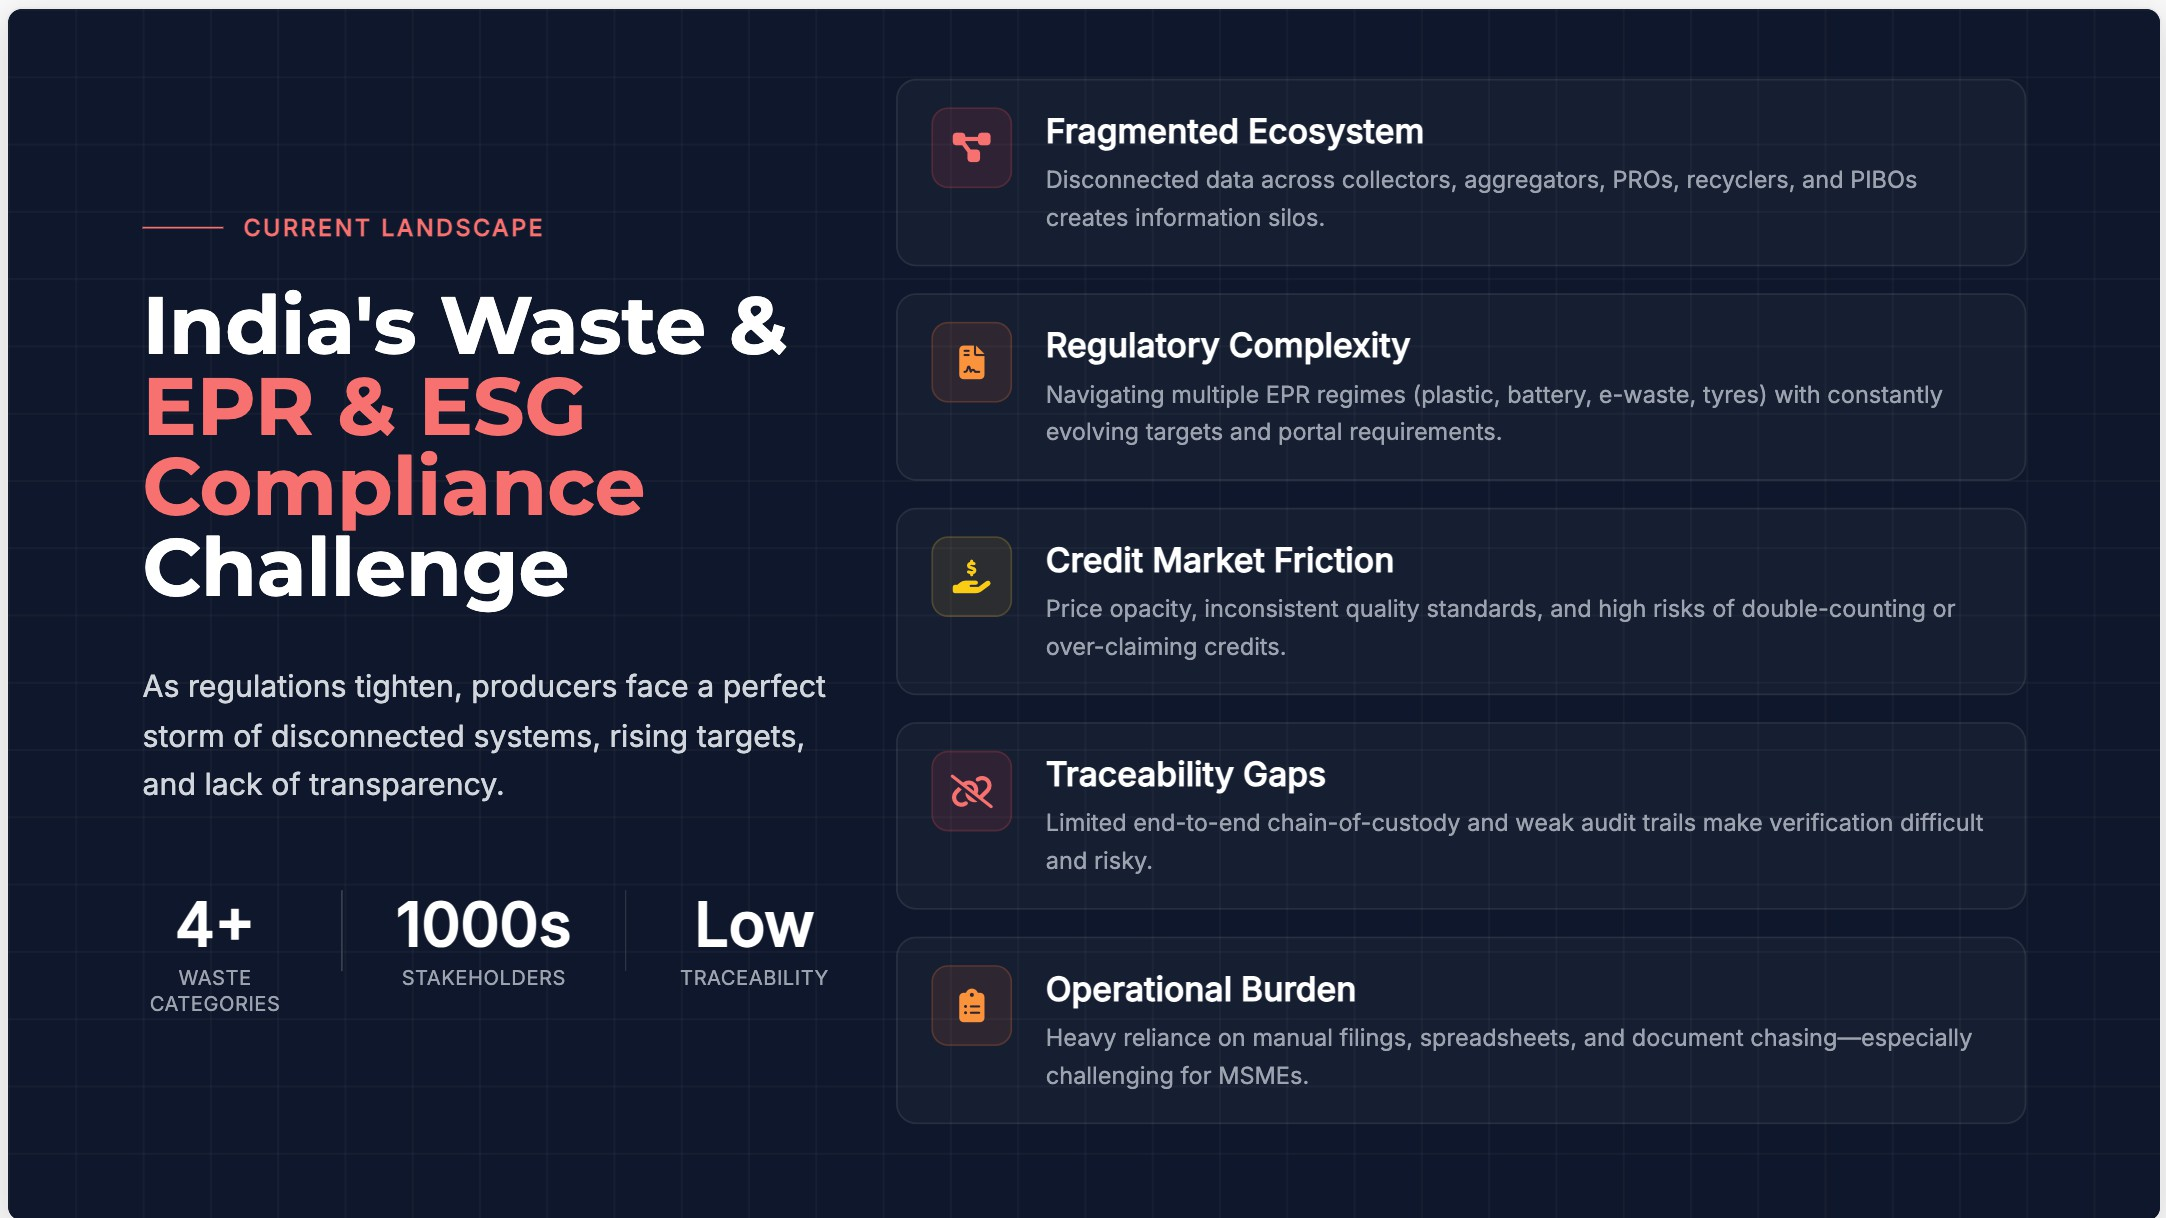 CURRENT LANDSCAPE
India's Waste &
EPR & ESG
Compliance
Challenge
As regulations tighten, producers face a perfect
storm of disconnected systems, rising targets,
and lack of transparency.
4+
WASTE
CATEGORIES
1000s
STAKEHOLDERS
Low
TRACEABILITY
Fragmented Ecosystem
Disconnected data across collectors, aggregators, PROs, recyclers, and PIBOs
creates information silos.
Regulatory Complexity
Navigating multiple EPR regimes (plastic, battery, e-waste, tyres) with constantly
evolving targets and portal requirements.
Credit Market Friction
Price opacity, inconsistent quality standards, and high risks of double-counting or
over-claiming credits.
Traceability Gaps
Limited end-to-end chain-of-custody and weak audit trails make verification difficult
and risky.
Operational Burden
Heavy reliance on manual filings, spreadsheets, and document chasing—especially
challenging for MSMEs.